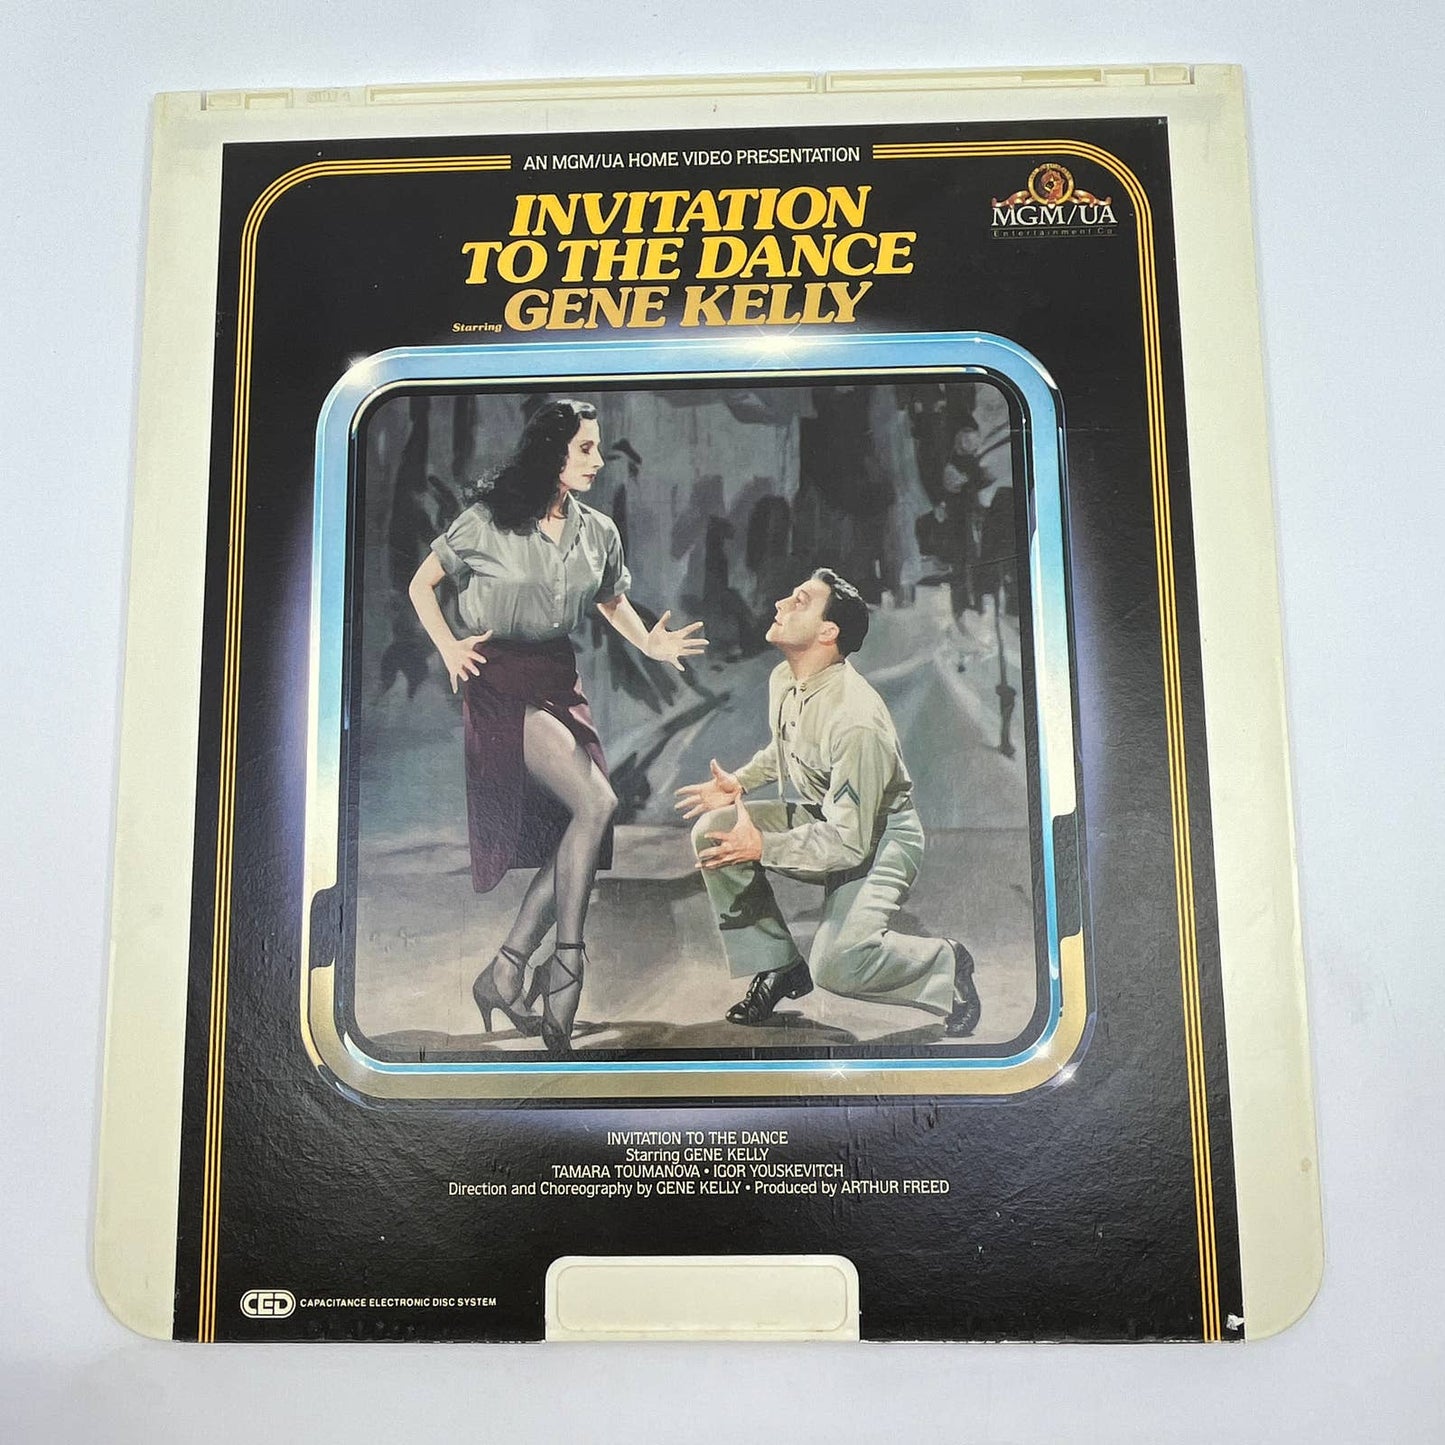 AN MGM/UA HOME VIDEO PRESENTATION
INVITATION
TO THE DANCE
Starring GENE KELLY
MGM/UA
Entertainment Co.
INVITATION TO THE DANCE
Starring GENE KELLY
TAMARA TOUMANOVA • IGOR YOUSKEVITCH
Direction and Choreography by GENE KELLY • Produced by ARTHUR FREED
CED CAPACITANCE ELECTRONIC DISC SYSTEM